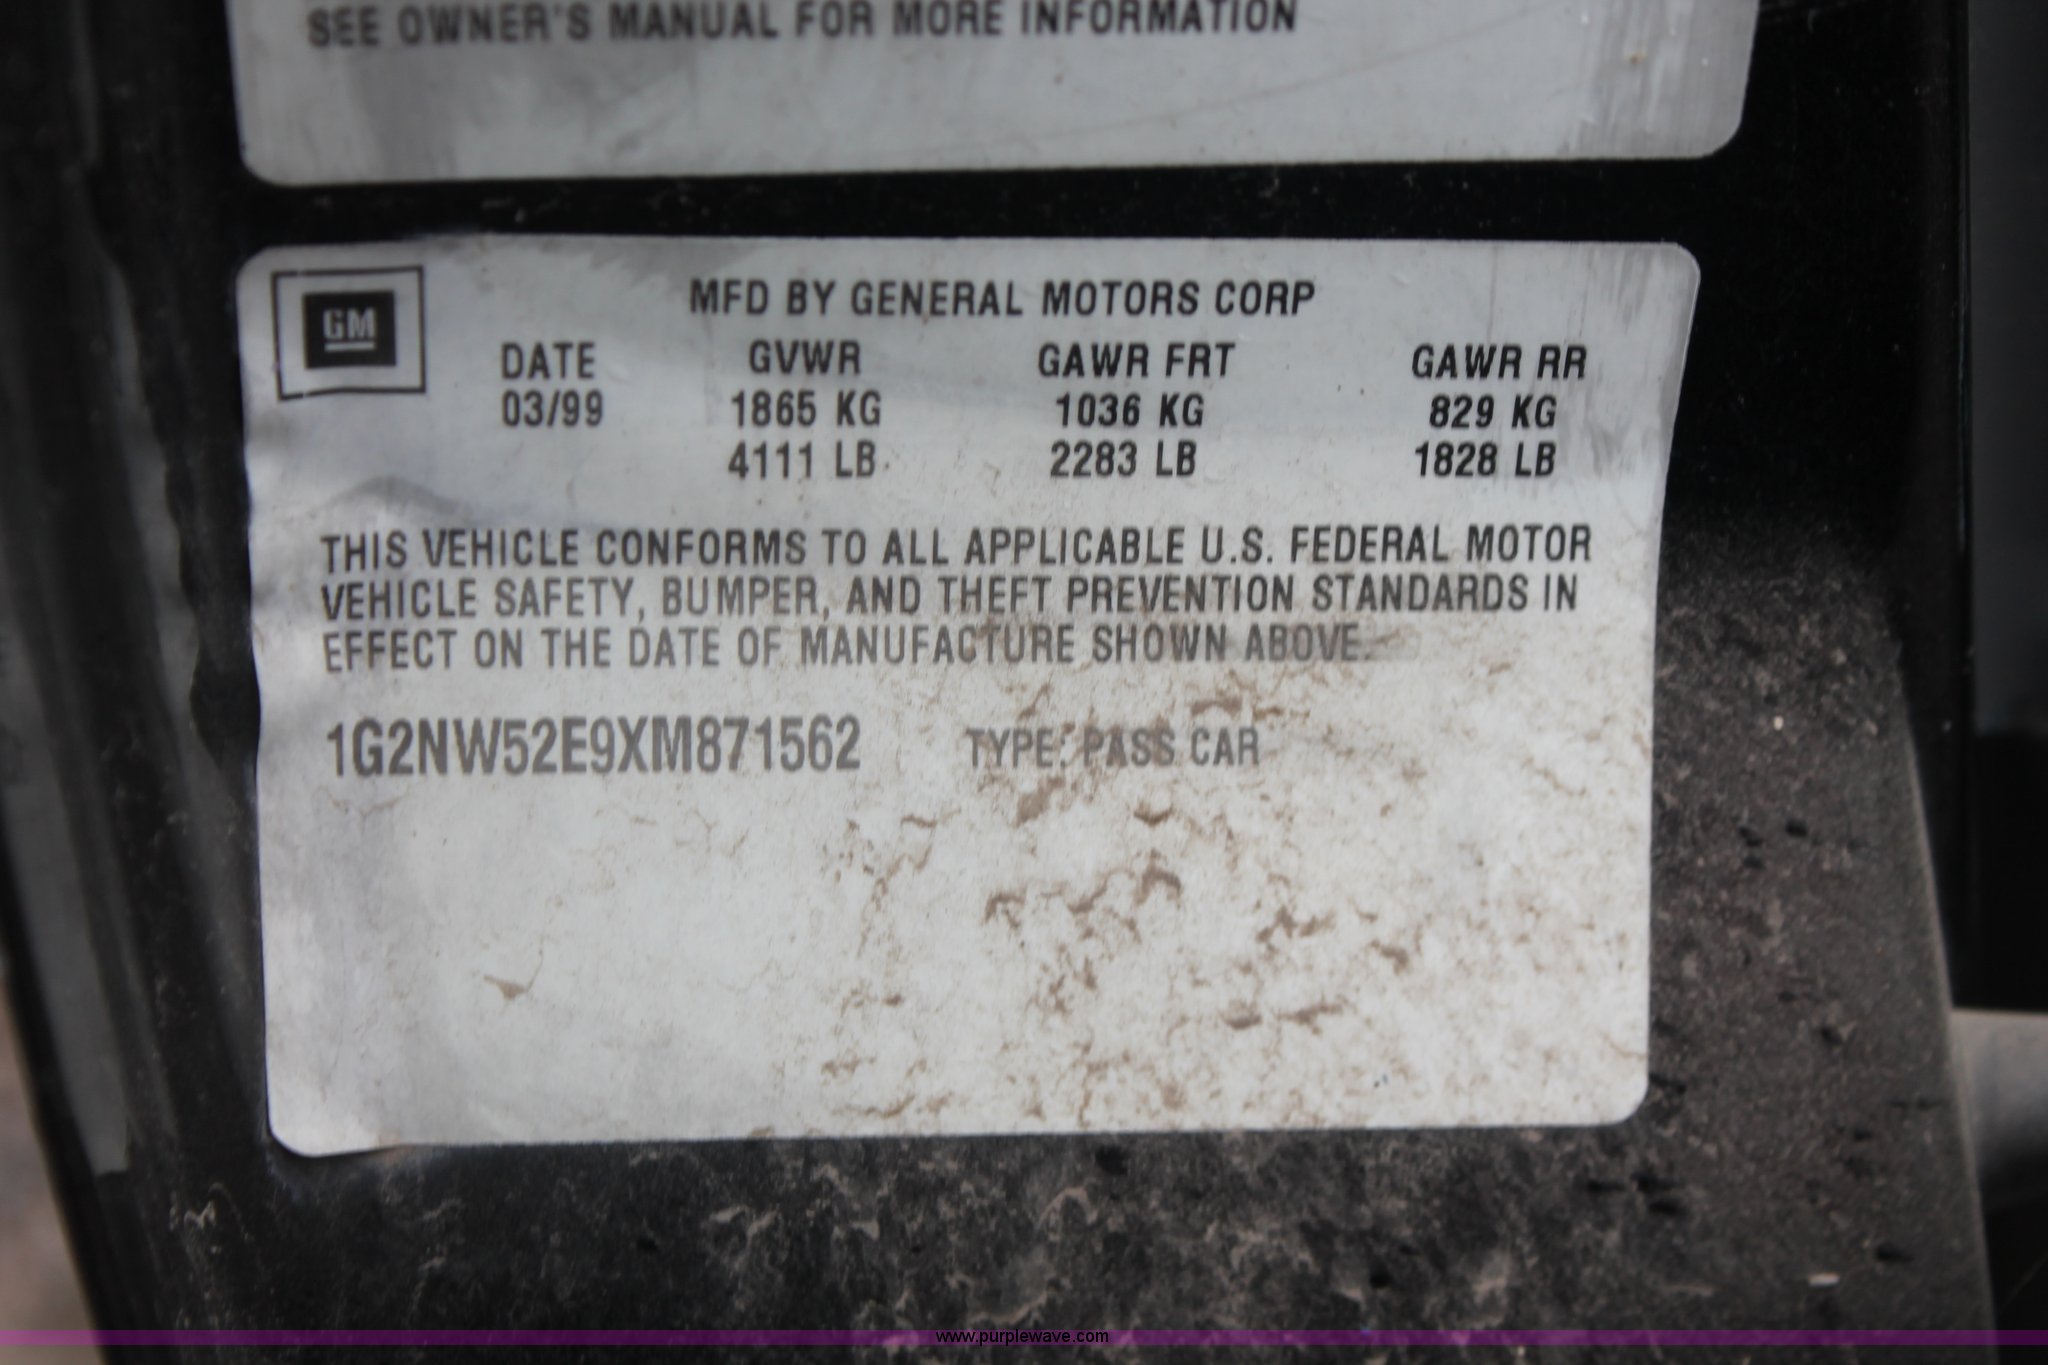 SEE OWNER'S MANUAL FOR MORE INFORMATION
GM
MFD BY GENERAL MOTORS CORP
DATE GVWR GAWR FRT GAWR RR
03/99 1865 KG 1036 KG 829 KG
4111 LB 2283 LB 1828 LB
THIS VEHICLE CONFORMS TO ALL APPLICABLE U.S. FEDERAL MOTOR
VEHICLE SAFETY, BUMPER, AND THEFT PREVENTION STANDARDS IN
EFFECT ON THE DATE OF MANUFACTURE SHOWN ABOVE.
1G2NW52E9XM871562 TYPE: PASS CAR
www.purplewave.com